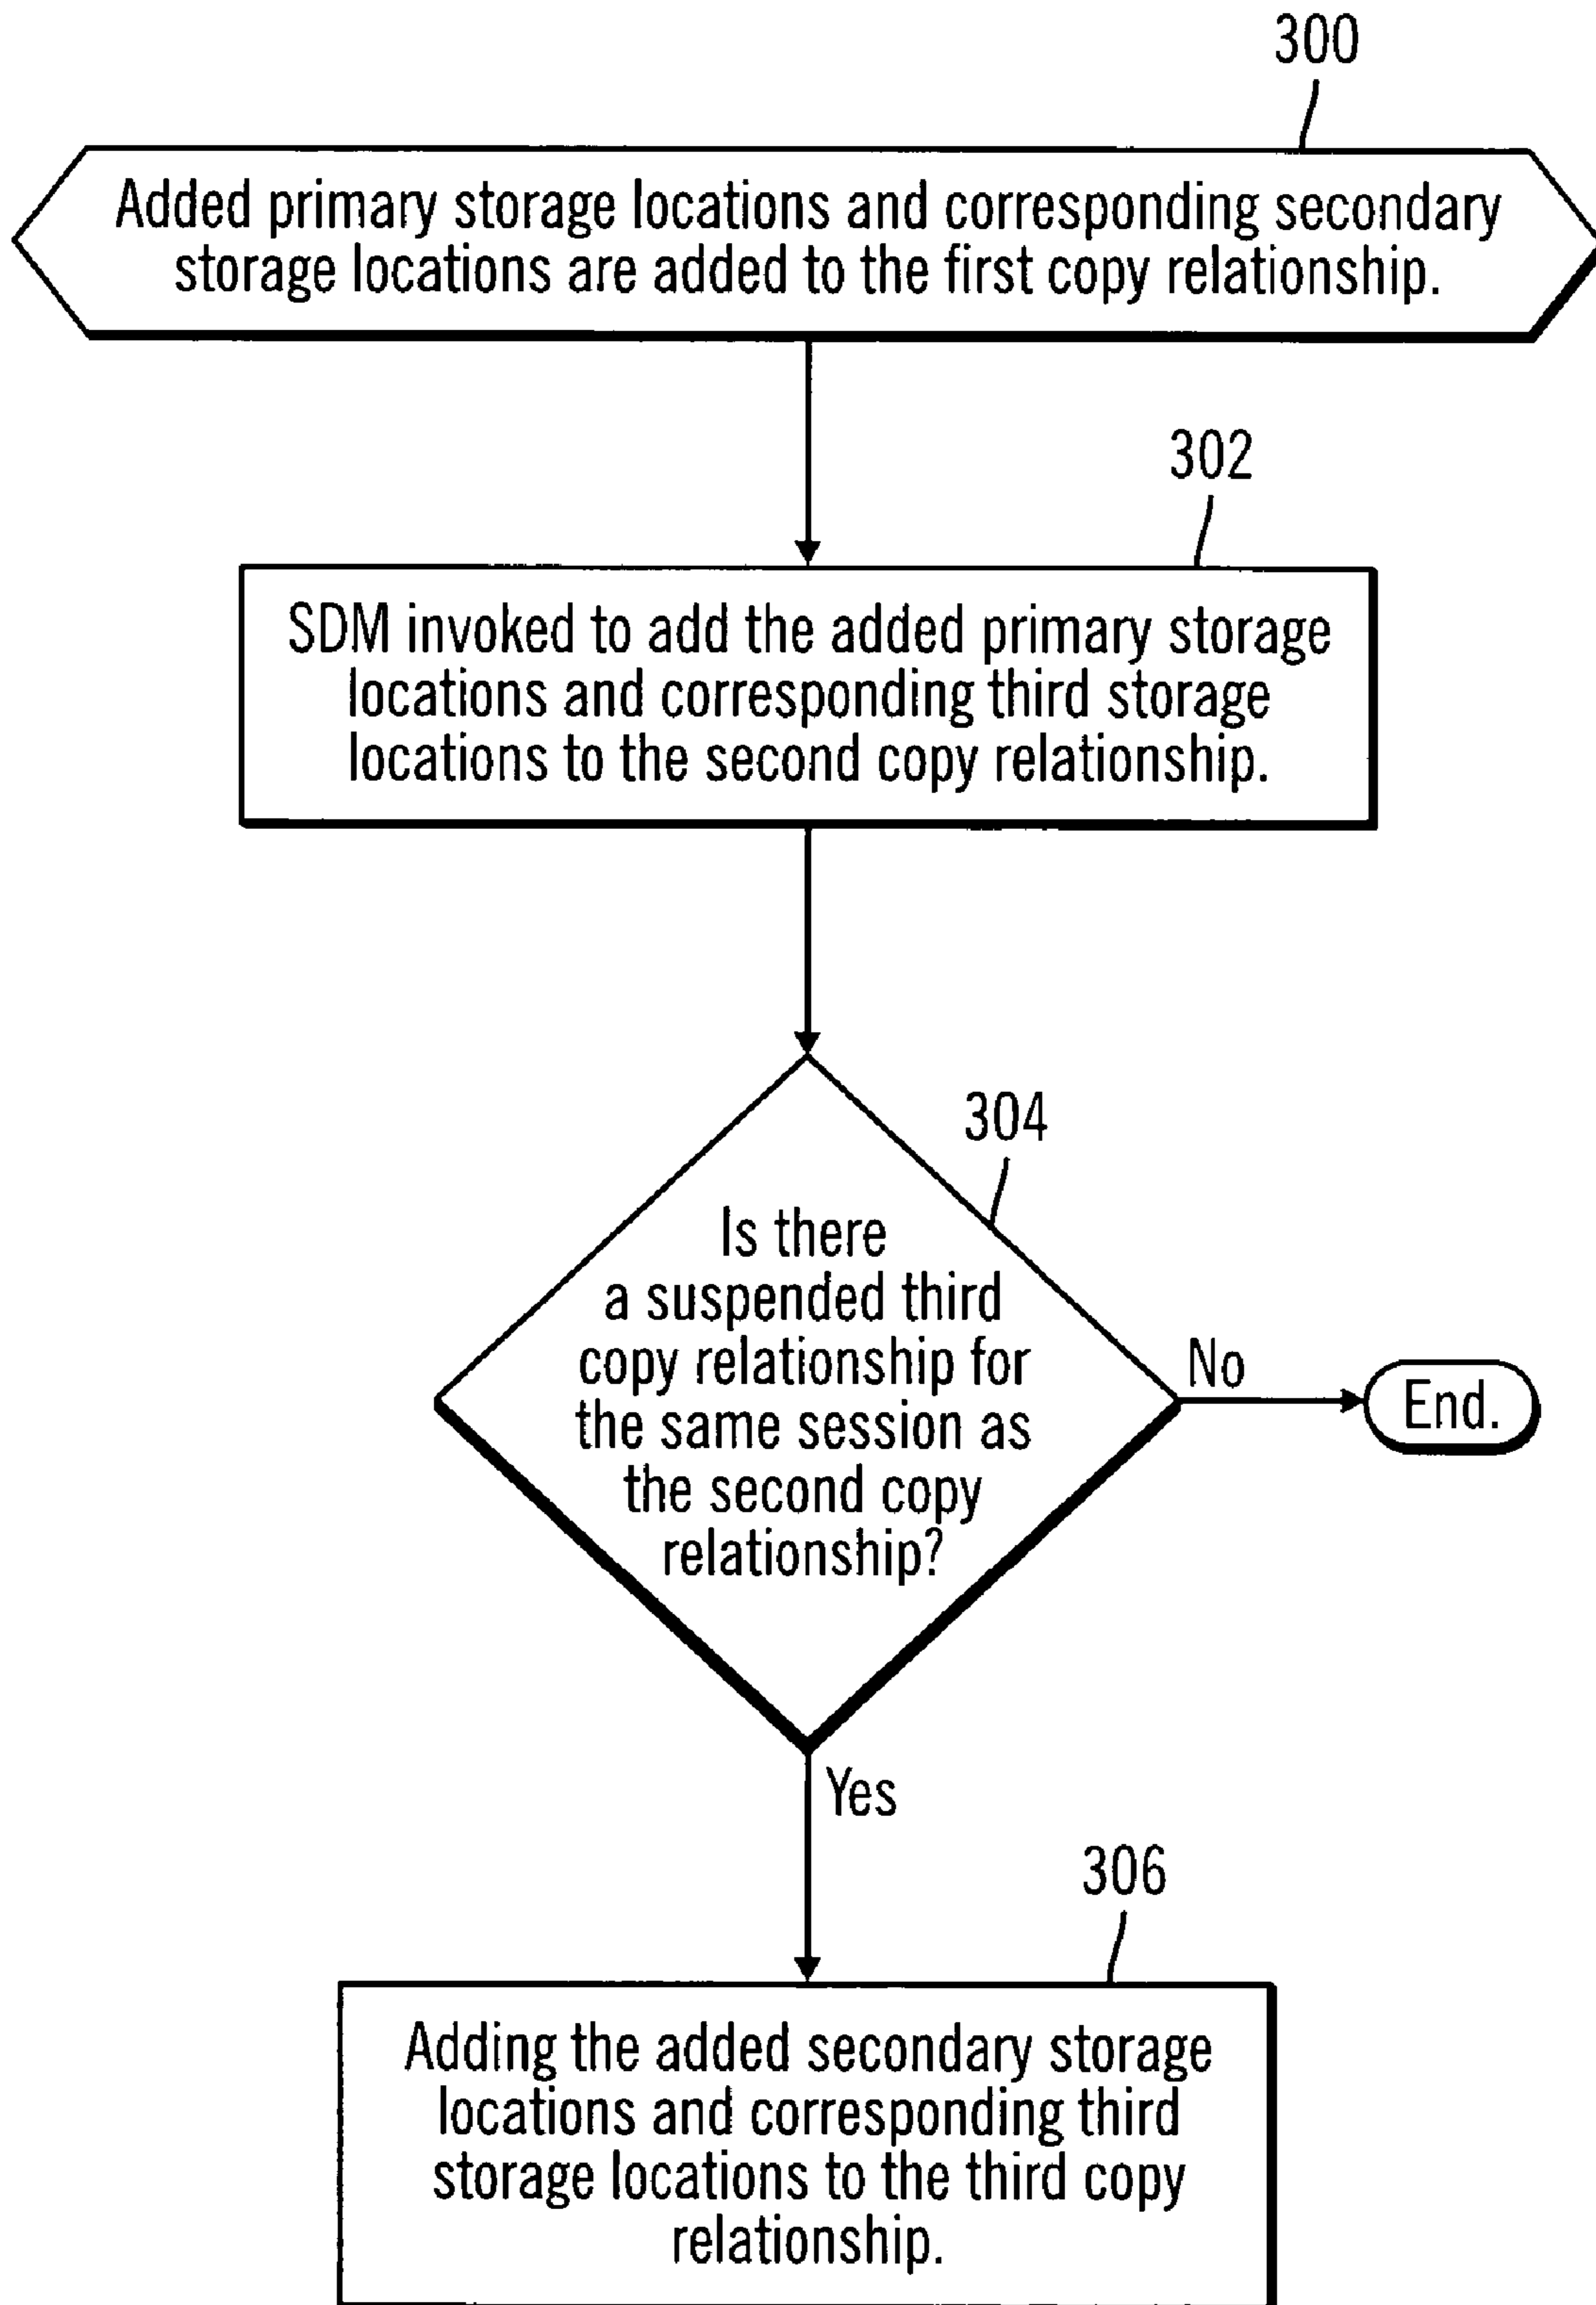 300
Added primary storage locations and corresponding secondary
storage locations are added to the first copy relationship.
302
SDM invoked to add the added primary storage
locations and corresponding third storage
locations to the second copy relationship.
304
Is there
a suspended third
copy relationship for
the same session as
the second copy
relationship?
No
End.
Yes
306
Adding the added secondary storage
locations and corresponding third
storage locations to the third copy
relationship.